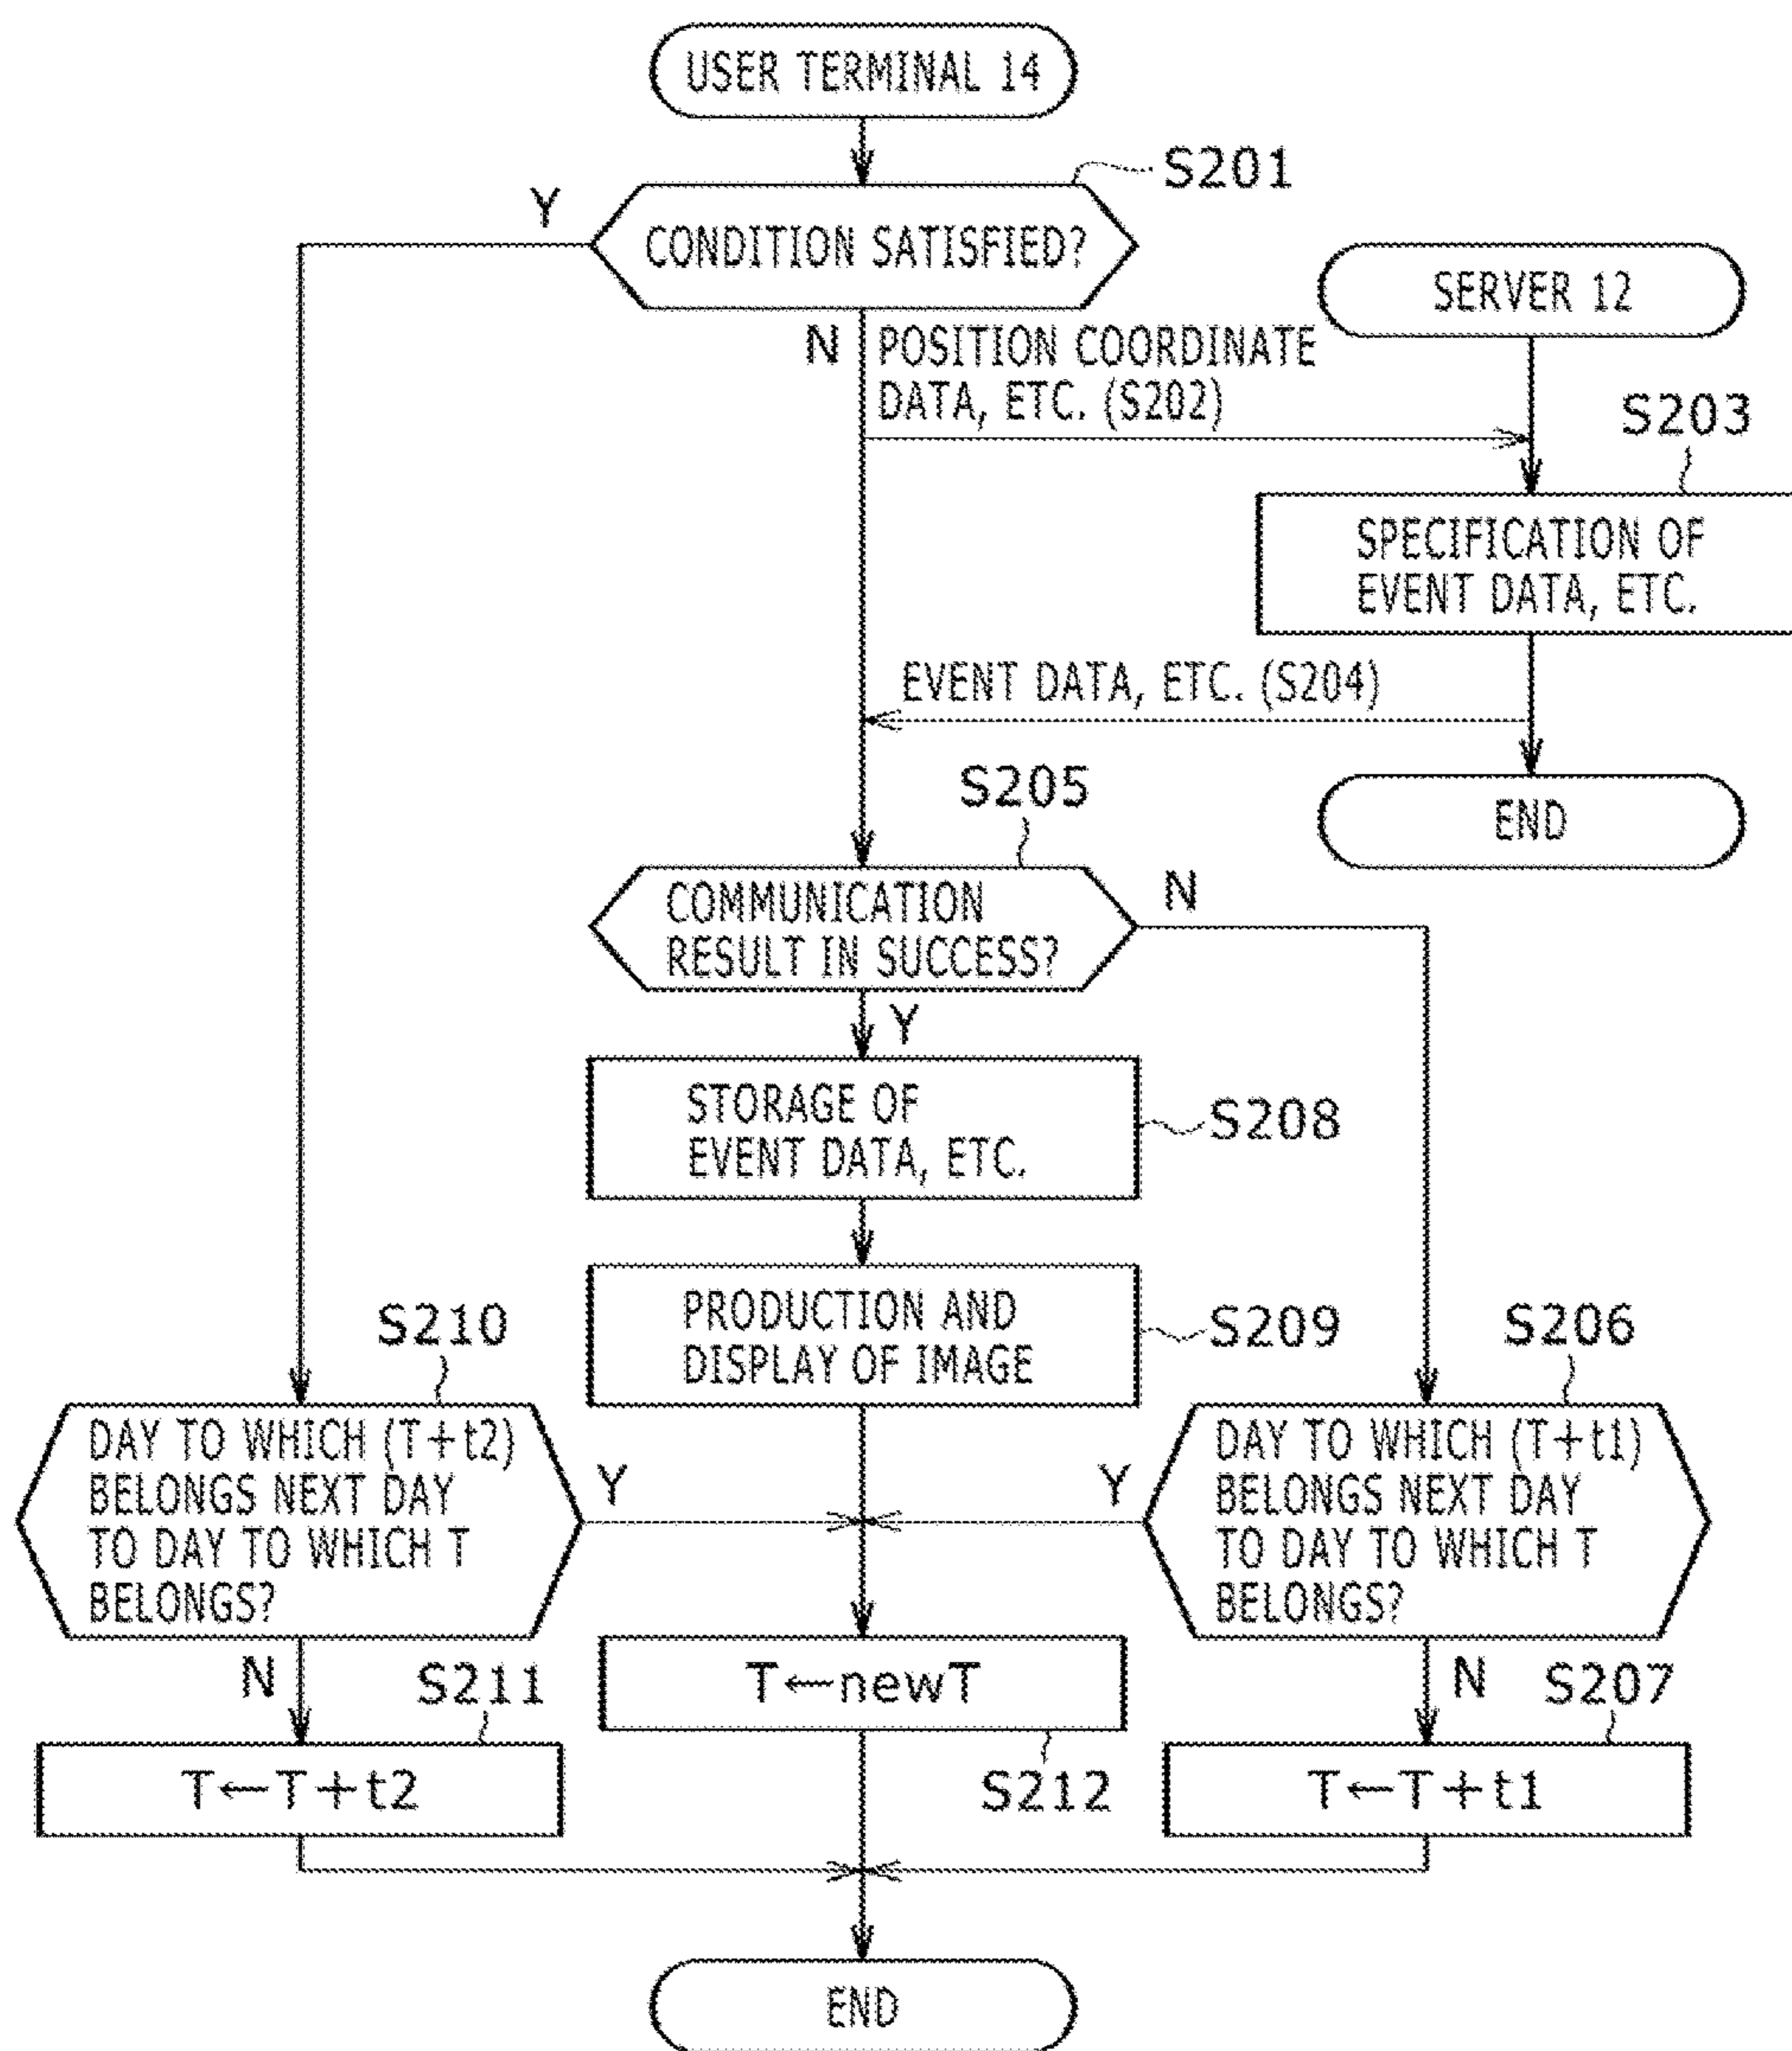 USER TERMINAL 14
S201
Y
CONDITION SATISFIED?
SERVER 12
N
POSITION COORDINATE
DATA, ETC. (S202)
S203
SPECIFICATION OF
EVENT DATA, ETC.
EVENT DATA, ETC. (S204)
S205
END
COMMUNICATION
RESULT IN SUCCESS?
N
Y
STORAGE OF
EVENT DATA, ETC.
S208
PRODUCTION AND
DISPLAY OF IMAGE
S209
S210
S206
DAY TO WHICH (T+t2)
BELONGS NEXT DAY
TO DAY TO WHICH T
BELONGS?
Y
Y
DAY TO WHICH (T+t1)
BELONGS NEXT DAY
TO DAY TO WHICH T
BELONGS?
N
S211
T←newT
N
S207
T←T+t2
S212
T←T+t1
END